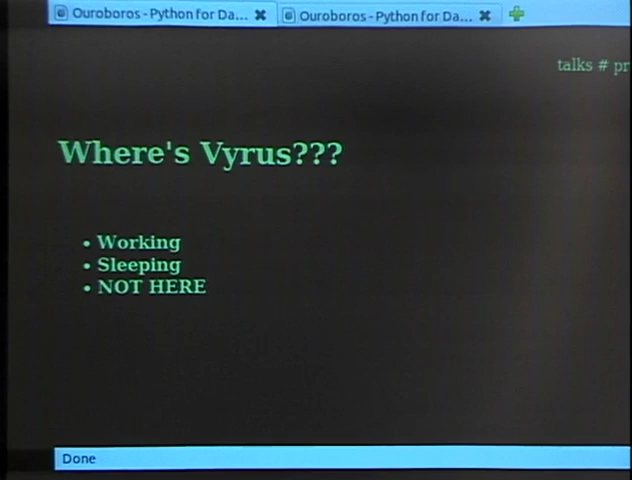 Ouroboros - Python for Da... Ouroboros - Python for Da...
talks # pr
Where's Vyrus???
• Working
• Sleeping
• NOT HERE
Done